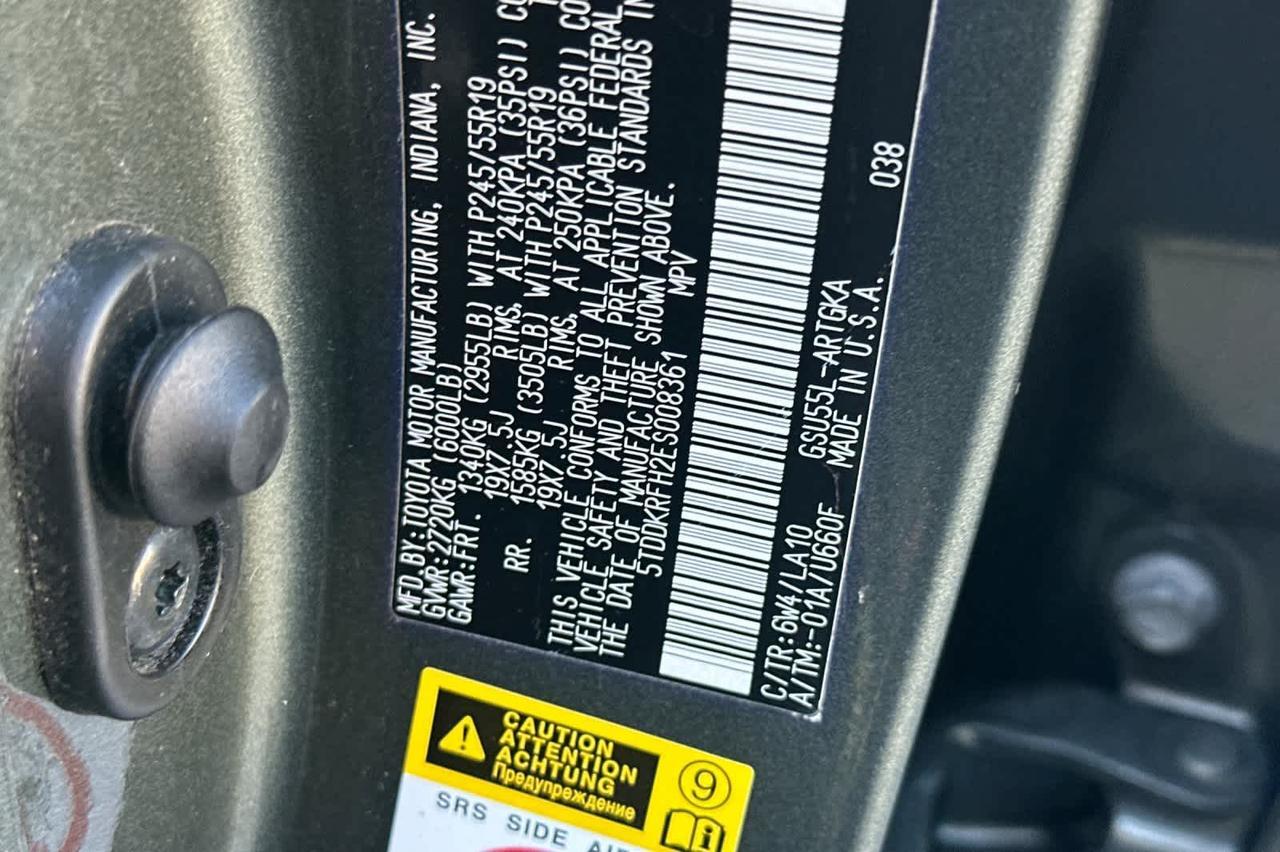 MFD. BY: TOYOTA MOTOR MANUFACTURING, INDIANA, INC.
GVWR: 2720KG (6000LB)
GAWR: FRT. 1340KG (2955LB) WITH P245/55R19
19X7.5J RIMS, AT 240KPA (35PSI)
RR. 1585KG (3505LB) WITH P245/55R19
19X7.5J RIMS, AT 250KPA (36PSI)
THIS VEHICLE CONFORMS TO ALL APPLICABLE FEDERAL
VEHICLE SAFETY AND THEFT PREVENTION STANDARDS IN
THE DATE OF MANUFACTURE SHOWN ABOVE.
5TDDKRFH2ES008361 MPV
C/TR: 6W4/LA10 GSU55L-ARTGKA 038
A/TM: -01A/U660F MADE IN U.S.A.
CAUTION
ATTENTION
ACHTUNG
Предупреждение
9
i
SRS SIDE